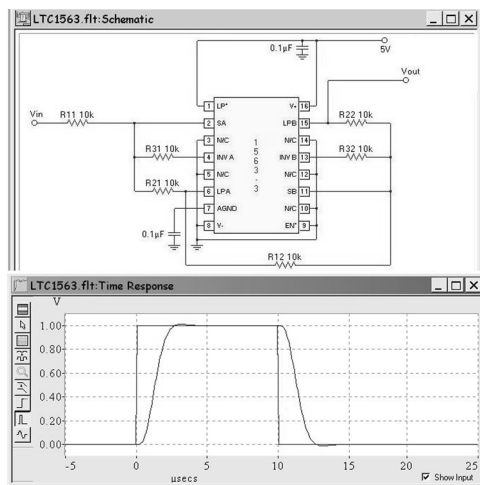 LTC1563.flt:Schematic
0.1µF
5V
Vout
Vin
R11 10k
R22 10k
R31 10k
R32 10k
R21 10k
R12 10k
0.1µF
1 LP*
2 SA
3 N/C
4 INV A
5 N/C
6 LPA
7 AGND
8 V-
1563-3
V+ 16
LPB 15
N/C 14
INV B 13
N/C 12
SB 11
N/C 10
EN* 9
LTC1563.flt:Time Response
V
1.00
0.80
0.60
0.40
0.20
0.00
-5 0 5 10 15 20 25
µsecs
Show Input